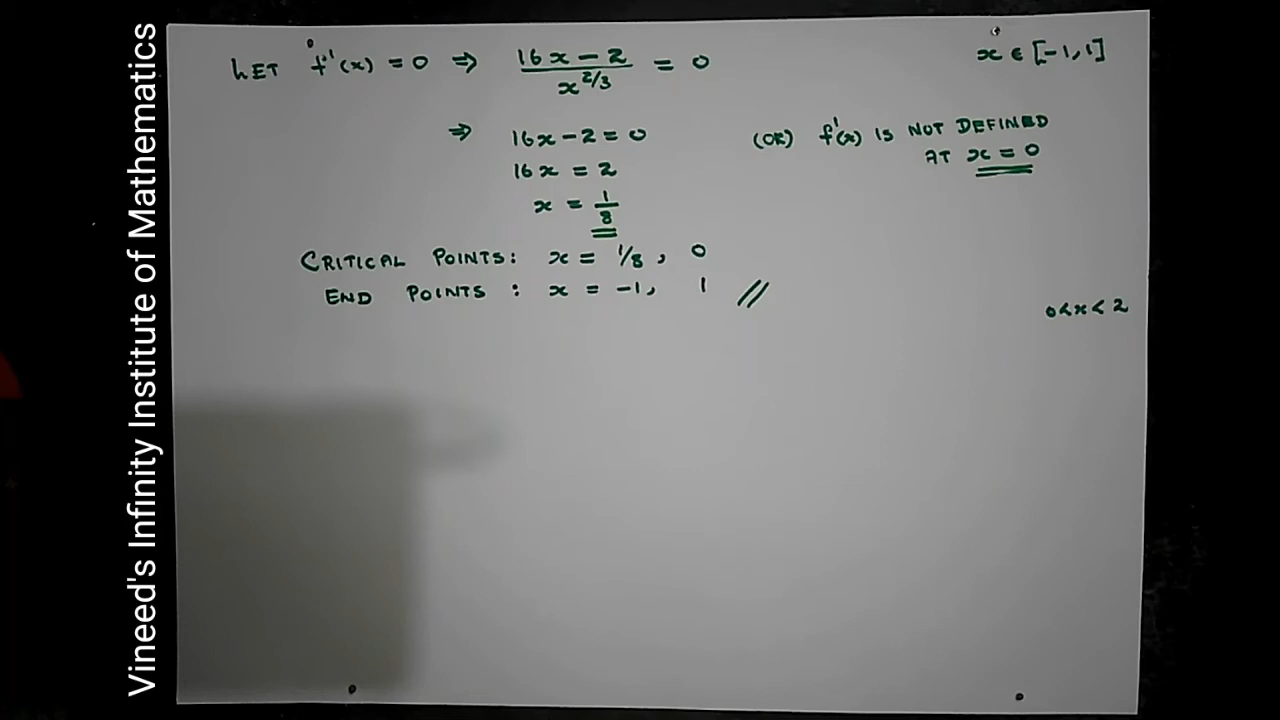 Vineed's Infinity Institute of Mathematics
LET f'(x) = 0 ⇒ (16x − 2)/x^(2/3) = 0
x ∈ [−1, 1]
⇒ 16x − 2 = 0
(OR) f'(x) IS NOT DEFINED
AT x = 0
16x = 2
x = 1/8
CRITICAL POINTS: x = 1/8, 0
END POINTS : x = −1, 1 //
0<x<2